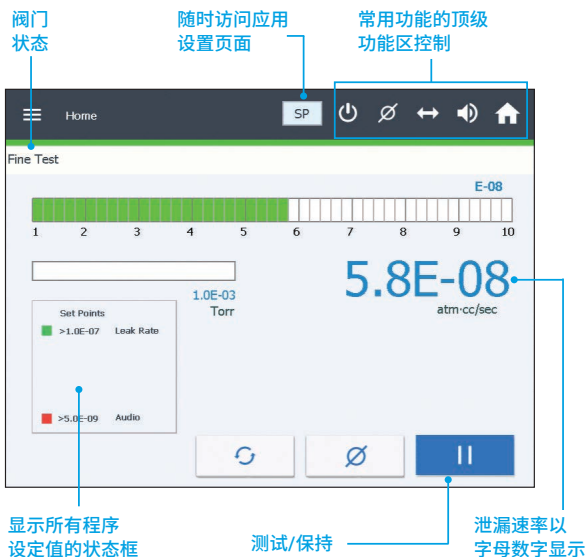 阀门
状态
随时访问应用
设置页面
常用功能的顶级
功能区控制
Home
SP
Fine Test
E-08
1 2 3 4 5 6 7 8 9 10
5.8E-08
atm·cc/sec
1.0E-03
Torr
Set Points
>1.0E-07 Leak Rate
>5.0E-09 Audio
显示所有程序
设定值的状态框
测试/保持
泄漏速率以
字母数字显示